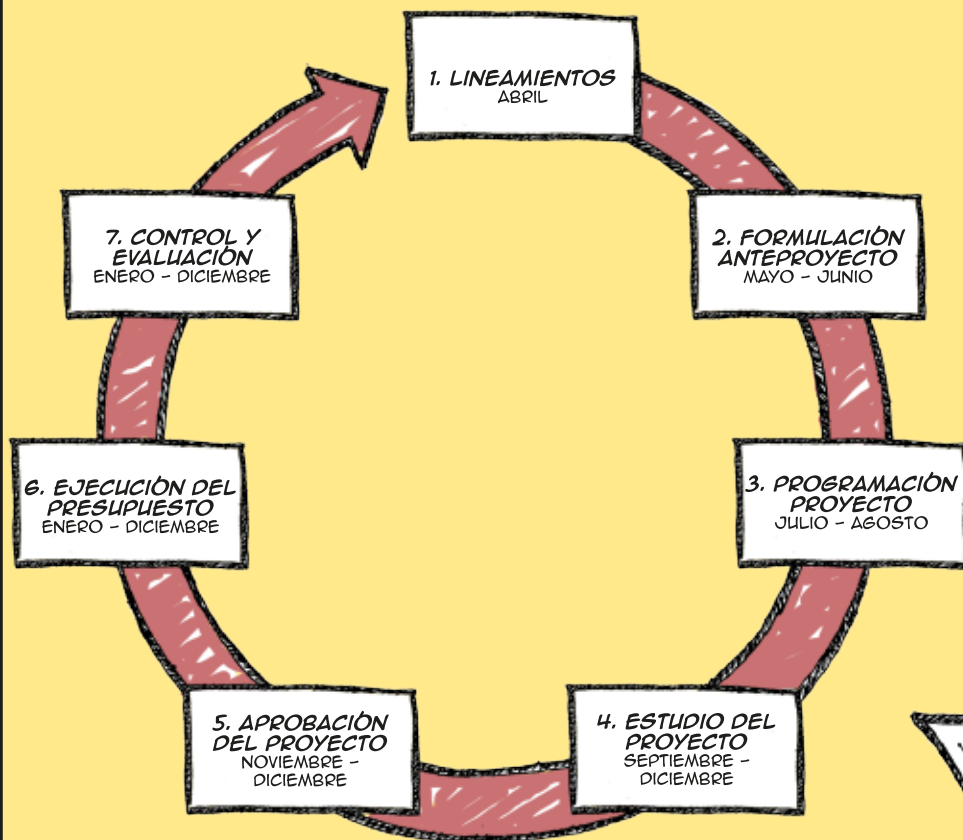 1. LINEAMIENTOS
ABRIL
2. FORMULACIÓN
ANTEPROYECTO
MAYO - JUNIO
3. PROGRAMACIÓN
PROYECTO
JULIO - AGOSTO
4. ESTUDIO DEL
PROYECTO
SEPTIEMBRE -
DICIEMBRE
5. APROBACIÓN
DEL PROYECTO
NOVIEMBRE -
DICIEMBRE
6. EJECUCIÓN DEL
PRESUPUESTO
ENERO - DICIEMBRE
7. CONTROL Y
EVALUACIÓN
ENERO - DICIEMBRE